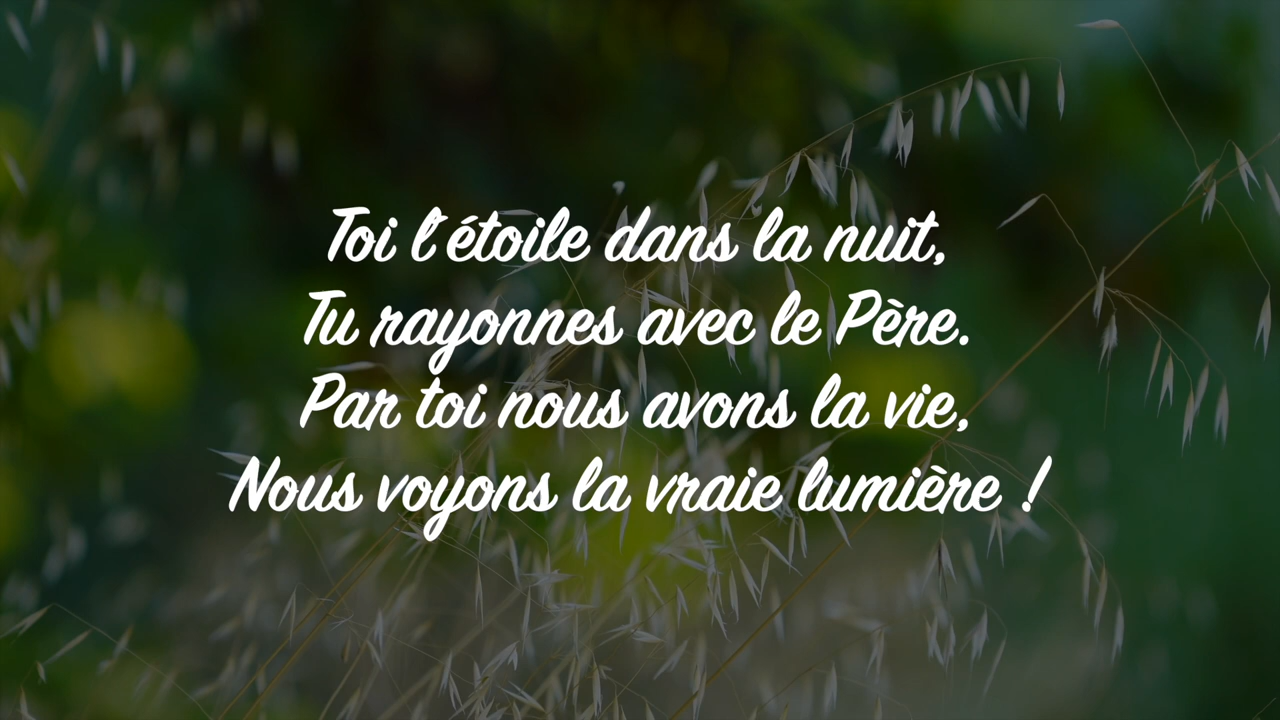 Toi l'étoile dans la nuit,
Tu rayonnes avec le Père.
Par toi nous avons la vie,
Nous voyons la vraie lumière !